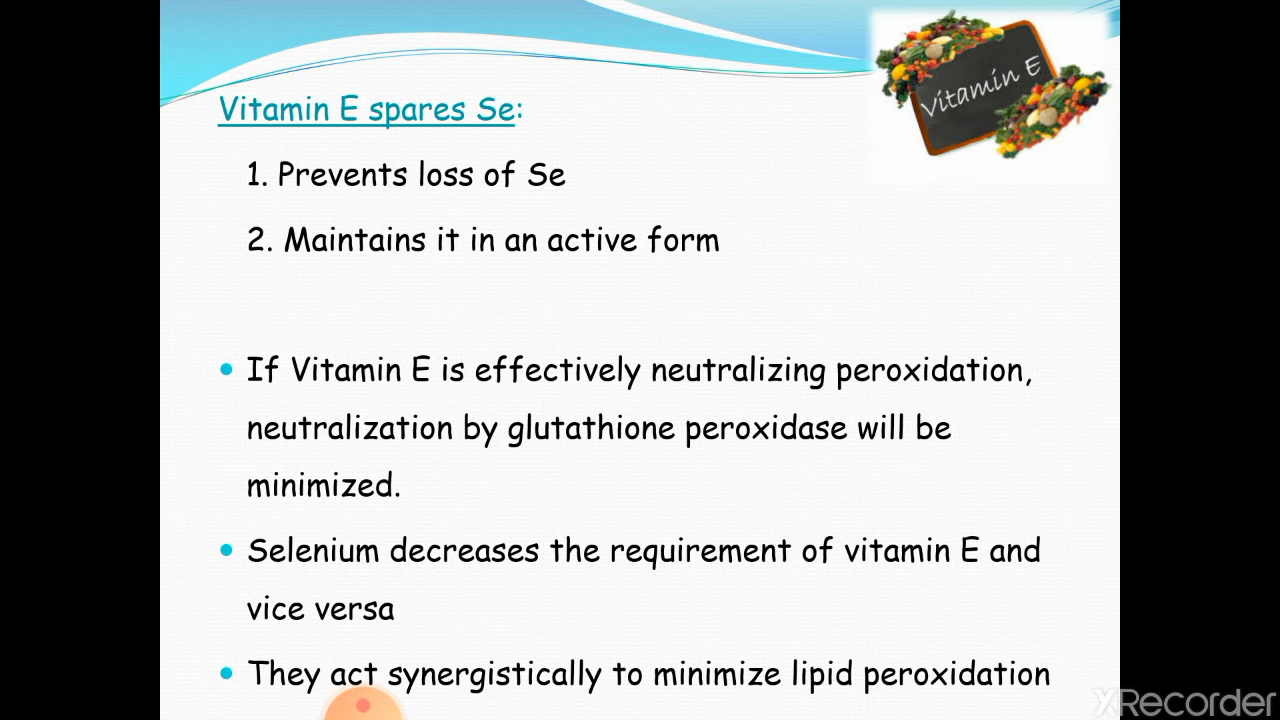 Vitamin E
Vitamin E spares Se:
1. Prevents loss of Se
2. Maintains it in an active form
If Vitamin E is effectively neutralizing peroxidation,
neutralization by glutathione peroxidase will be
minimized.
Selenium decreases the requirement of vitamin E and
vice versa
They act synergistically to minimize lipid peroxidation
XRecorder